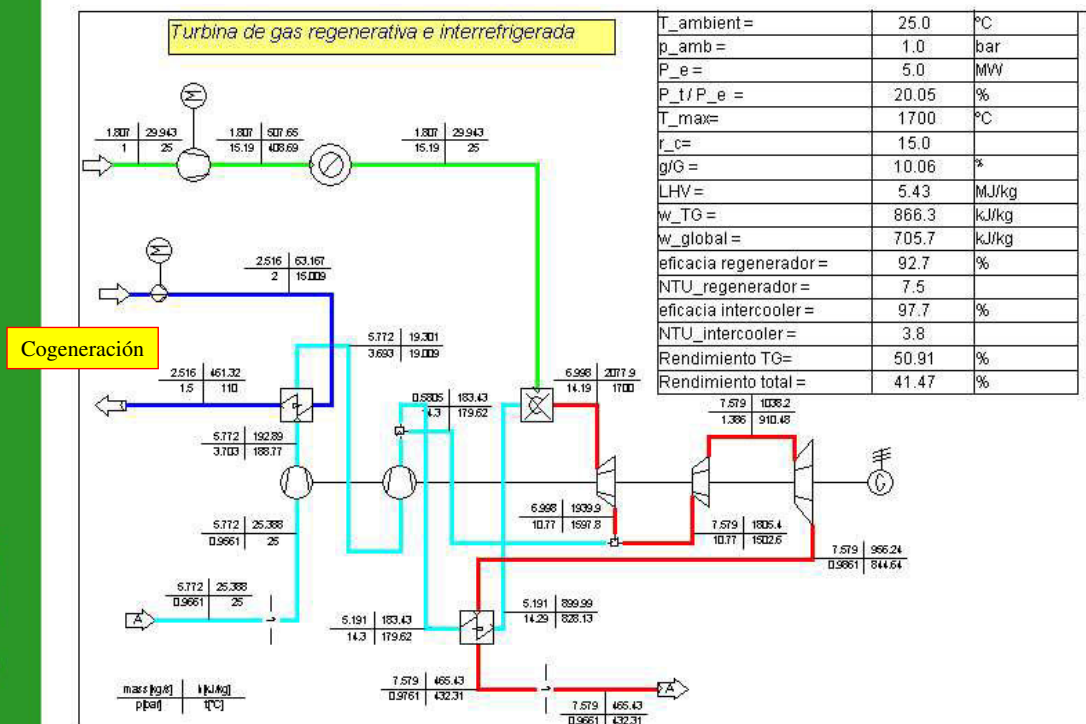 Turbina de gas regenerativa e interrefrigerada
T_ambient = 25.0 ºC
p_amb = 1.0 bar
P_e = 5.0 MW
P_t / P_e = 20.05 %
T_max= 1700 ºC
r_c= 15.0
g/G = 10.06 %
LHV = 5.43 MJ/kg
w_TG = 866.3 kJ/kg
w_global = 705.7 kJ/kg
eficacia regenerador = 92.7 %
NTU_regenerador = 7.5
eficacia intercooler = 97.7 %
NTU_intercooler = 3.8
Rendimiento TG= 50.91 %
Rendimiento total = 41.47 %
1.807 29.943
1 25
1.807 507.65
15.19 408.69
1.807 29.943
15.19 25
2.516 63.167
2 15.009
Cogeneración
5.772 19.301
3.693 19.009
2.516 461.32
1.5 110
0.5805 183.43
14.3 179.62
6.998 2077.9
14.19 1700
7.579 1038.2
1.386 910.48
5.772 192.89
3.703 188.77
C
5.772 25.388
0.9661 25
6.998 1939.9
10.77 1597.8
7.579 1805.4
10.77 1502.6
7.579 956.24
0.9861 844.64
5.772 25.388
0.9661 25
A
5.191 183.43
14.3 179.62
5.191 899.99
14.29 828.13
mass [kg/s] h [kJ/kg]
p[bar] t[ºC]
7.579 465.43
0.9761 432.31
A
7.579 465.43
0.9661 432.31